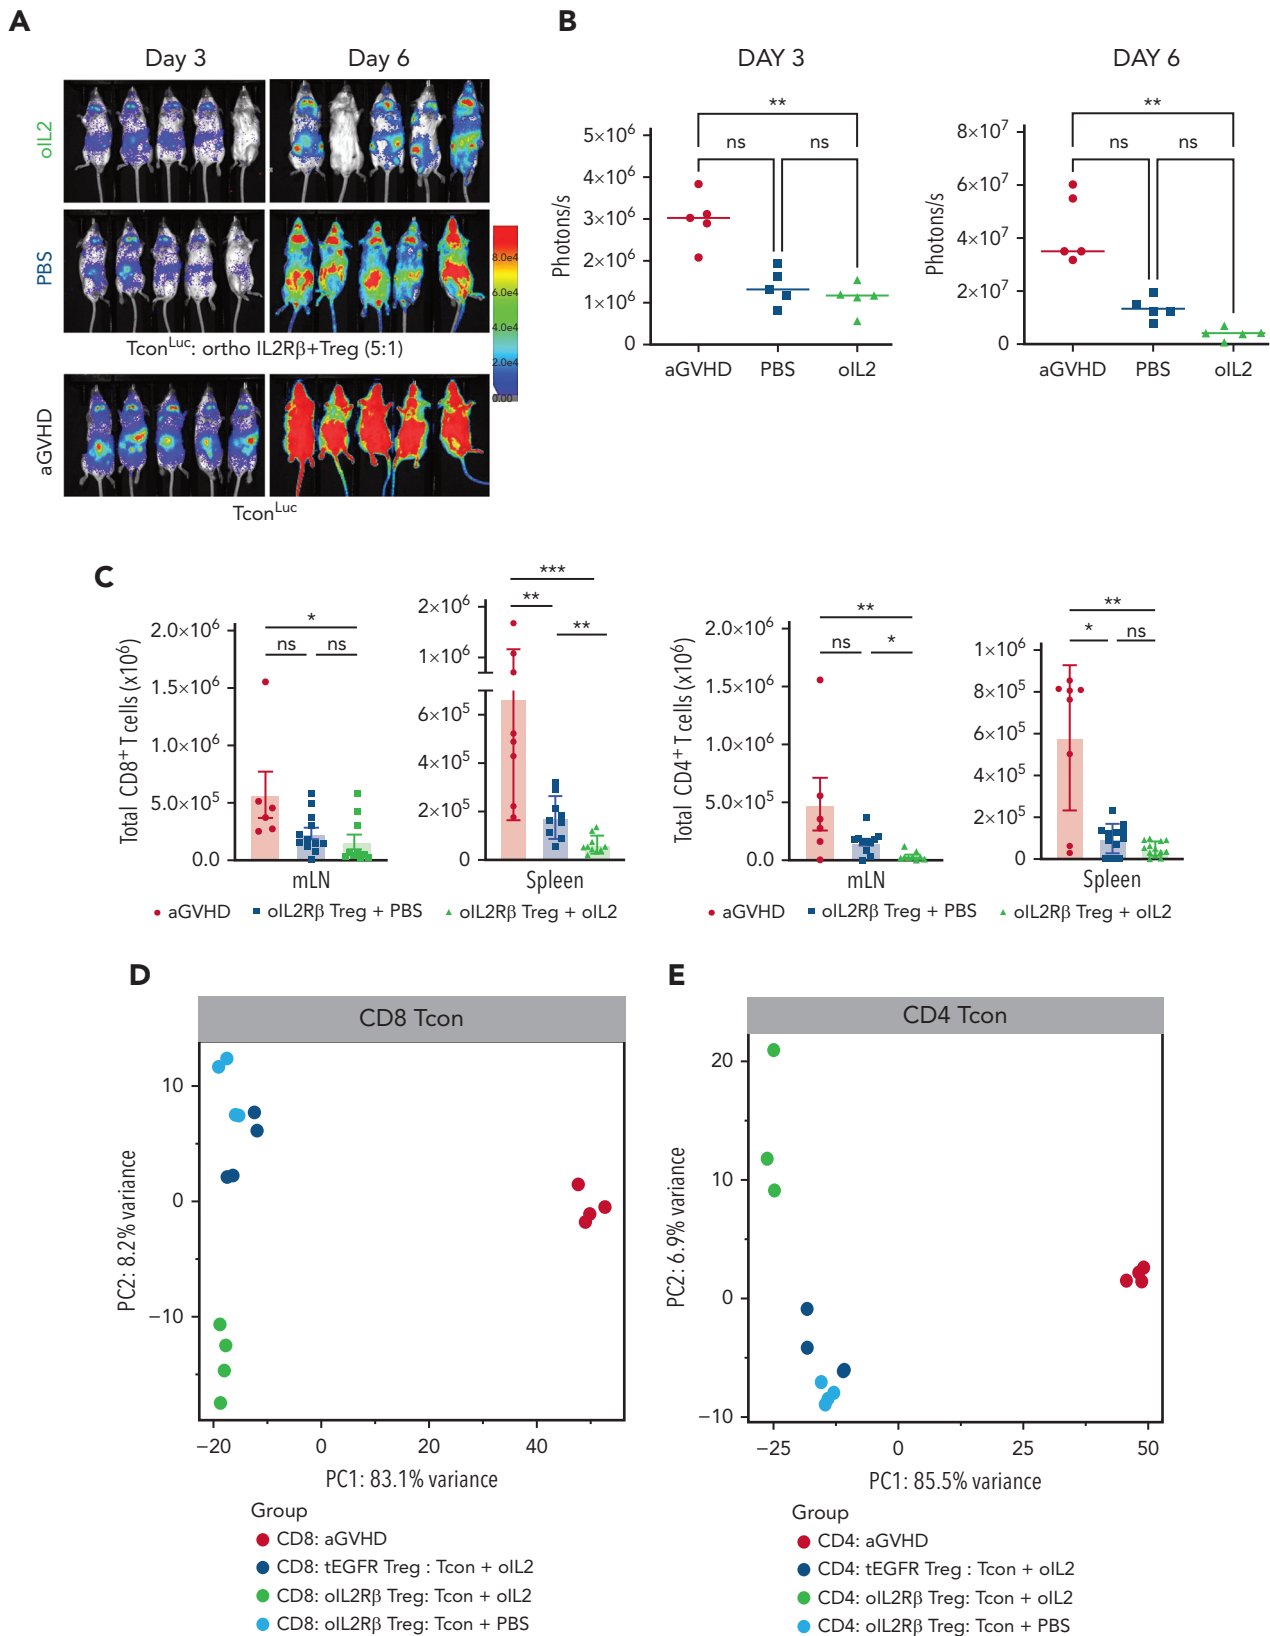 A
Day 3
Day 6
oIL2
PBS
Tcon^Luc: ortho IL2Rβ+Treg (5:1)
aGVHD
Tcon^Luc
8.0e4
6.0e4
4.0e4
2.0e4
0.00
B
DAY 3
DAY 6
**
ns
ns
5×10^6
4×10^6
3×10^6
2×10^6
1×10^6
0
Photons/s
aGVHD PBS oIL2
**
ns
ns
8×10^7
6×10^7
4×10^7
2×10^7
0
Photons/s
aGVHD PBS oIL2
C
Total CD8+ T cells (x10^6)
2.0×10^6
1.5×10^6
1.0×10^6
5.0×10^5
0.0
*
ns ns
mLN
2×10^6
1×10^6
6×10^5
4×10^5
2×10^5
0
***
**
**
Spleen
• aGVHD ■ oIL2Rβ Treg + PBS ▲ oIL2Rβ Treg + oIL2
Total CD4+ T cells (x10^6)
2.0×10^6
1.5×10^6
1.0×10^6
5.0×10^5
0.0
**
ns *
mLN
1×10^6
8×10^5
6×10^5
4×10^5
2×10^5
0
**
* ns
Spleen
• aGVHD ■ oIL2Rβ Treg + PBS ▲ oIL2Rβ Treg + oIL2
D
CD8 Tcon
10
0
−10
PC2: 8.2% variance
−20 0 20 40
PC1: 83.1% variance
Group
CD8: aGVHD
CD8: tEGFR Treg : Tcon + oIL2
CD8: oIL2Rβ Treg: Tcon + oIL2
CD8: oIL2Rβ Treg: Tcon + PBS
E
CD4 Tcon
20
10
0
−10
PC2: 6.9% variance
−25 0 25 50
PC1: 85.5% variance
Group
CD4: aGVHD
CD4: tEGFR Treg : Tcon + oIL2
CD4: oIL2Rβ Treg: Tcon + oIL2
CD4: oIL2Rβ Treg: Tcon + PBS